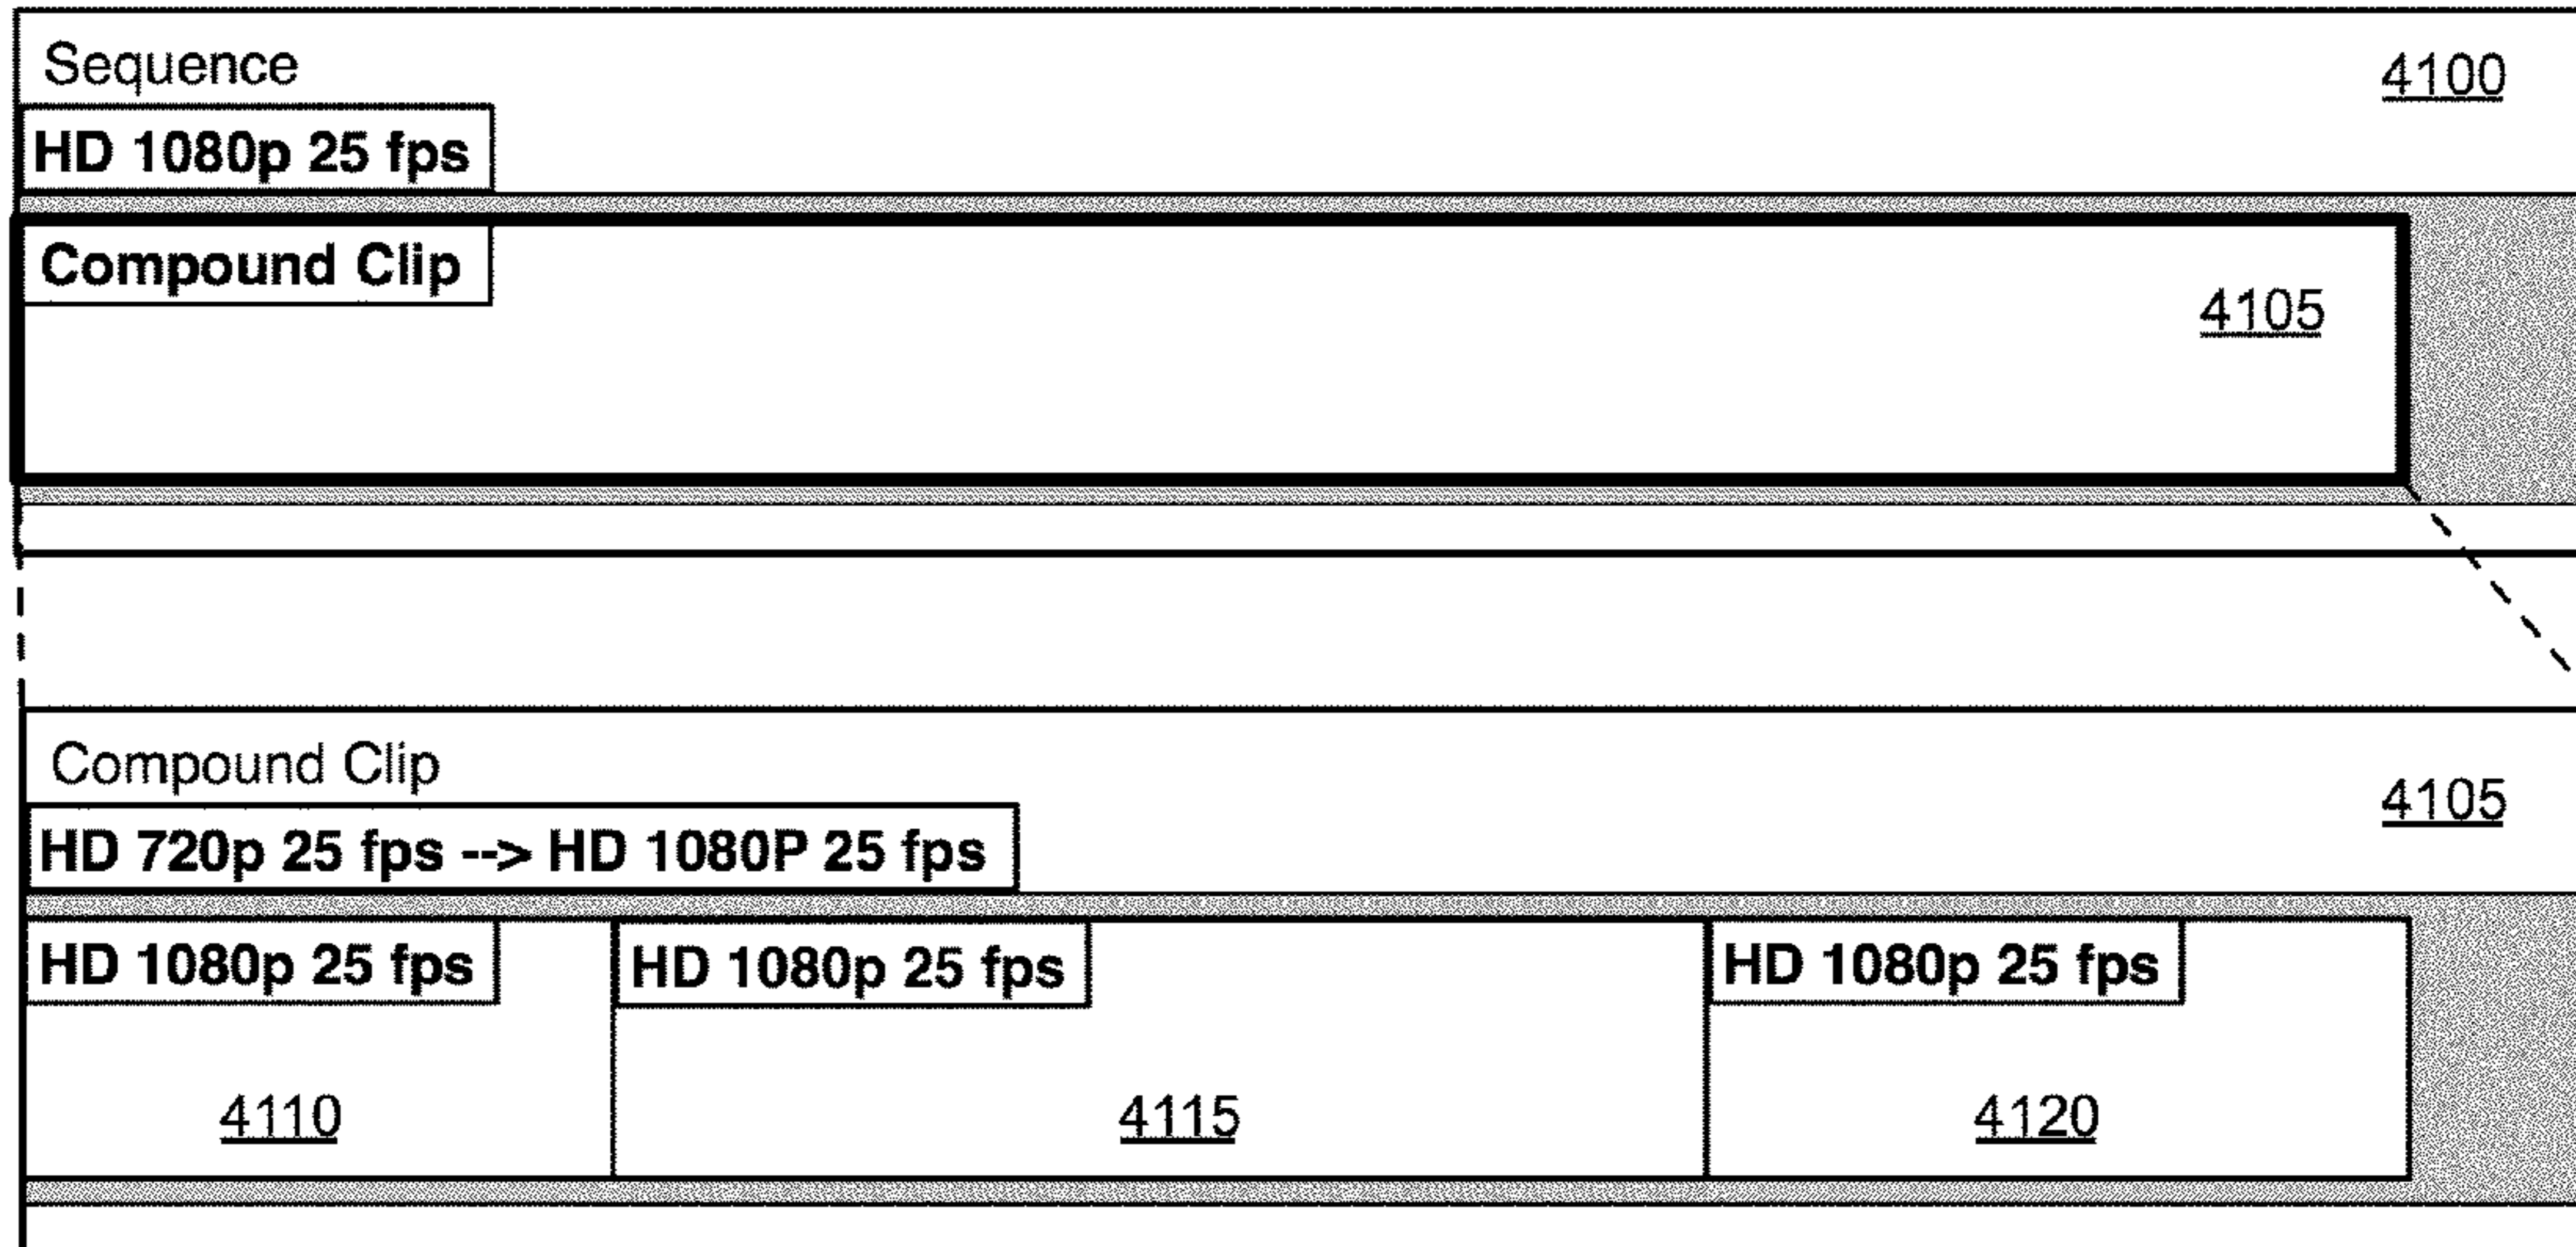 Sequence
4100
HD 1080p 25 fps
Compound Clip
4105
Compound Clip
4105
HD 720p 25 fps --> HD 1080P 25 fps
HD 1080p 25 fps
HD 1080p 25 fps
HD 1080p 25 fps
4110
4115
4120